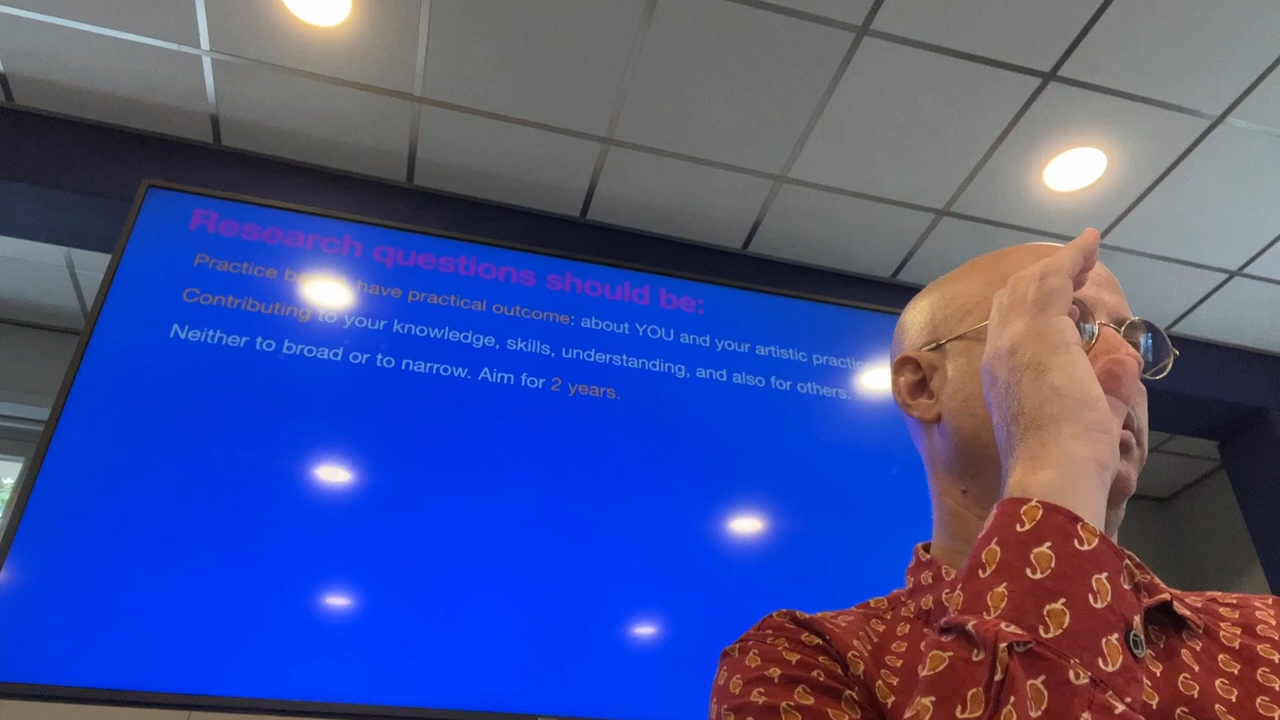 Research questions should be:
Practice have practical outcome: about YOU and your artistic
Contributing to your knowledge, skills, understanding, and also for others.
Neither to broad or to narrow. Aim for 2 years.